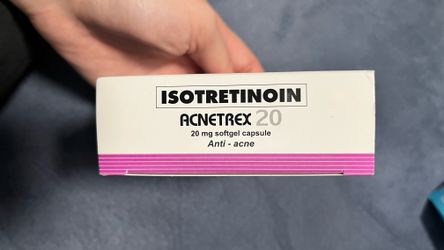 ISOTRETINOIN
ACNETREX 20
20 mg softgel capsule
Anti - acne